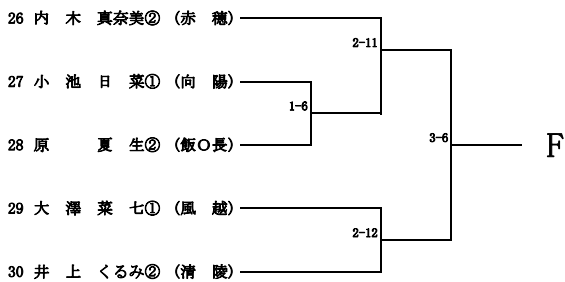 26 内 木 真奈美② (赤 穂)
2-11
27 小 池 日 菜① (向 陽)
1-6
28 原 夏 生② (飯O長)
3-6
F
29 大 澤 菜 七① (風 越)
2-12
30 井 上 くるみ② (清 陵)